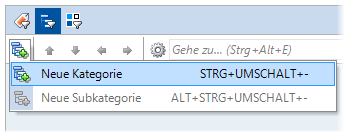 Gehe zu... (Strg+Alt+E)
Neue Kategorie STRG+UMSCHALT+-
Neue Subkategorie ALT+STRG+UMSCHALT+-